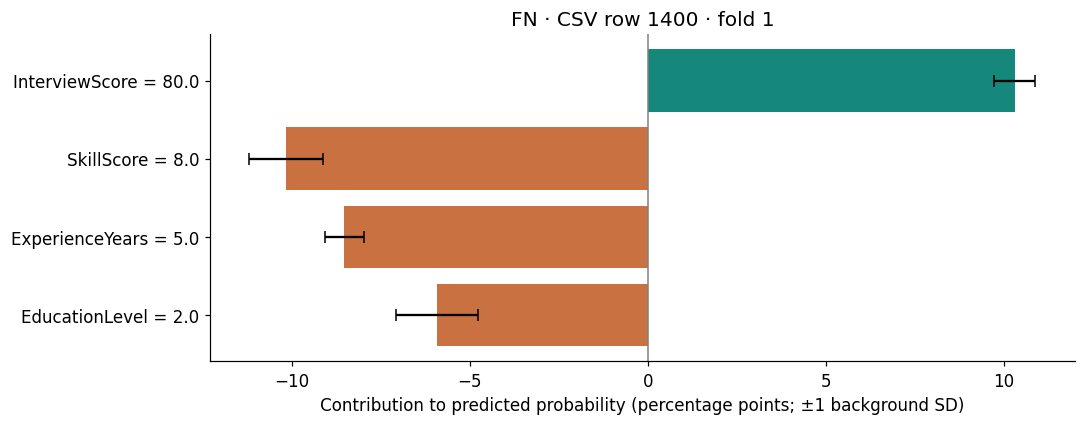 FN · CSV row 1400 · fold 1
InterviewScore = 80.0
SkillScore = 8.0
ExperienceYears = 5.0
EducationLevel = 2.0
−10 −5 0 5 10
Contribution to predicted probability (percentage points; ±1 background SD)